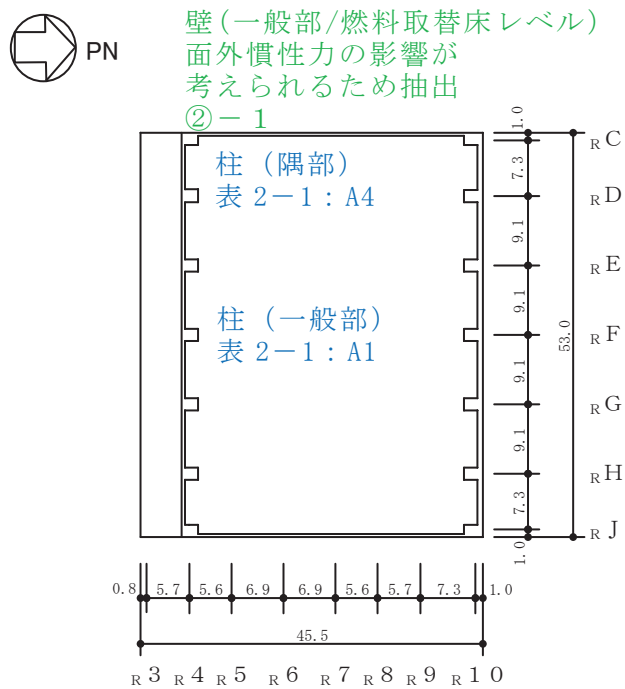 PN
壁(一般部/燃料取替床レベル)
面外慣性力の影響が
考えられるため抽出
②－1
柱（隅部）
表 2－1：A4
柱（一般部）
表 2－1：A1
1.0
RC
7.3
RD
9.1
RE
9.1
RF
53.0
9.1
RG
9.1
RH
7.3
RJ
1.0
0.8 5.7 5.6 6.9 6.9 5.6 5.7 7.3 1.0
45.5
R3 R4 R5 R6 R7 R8 R9 R10